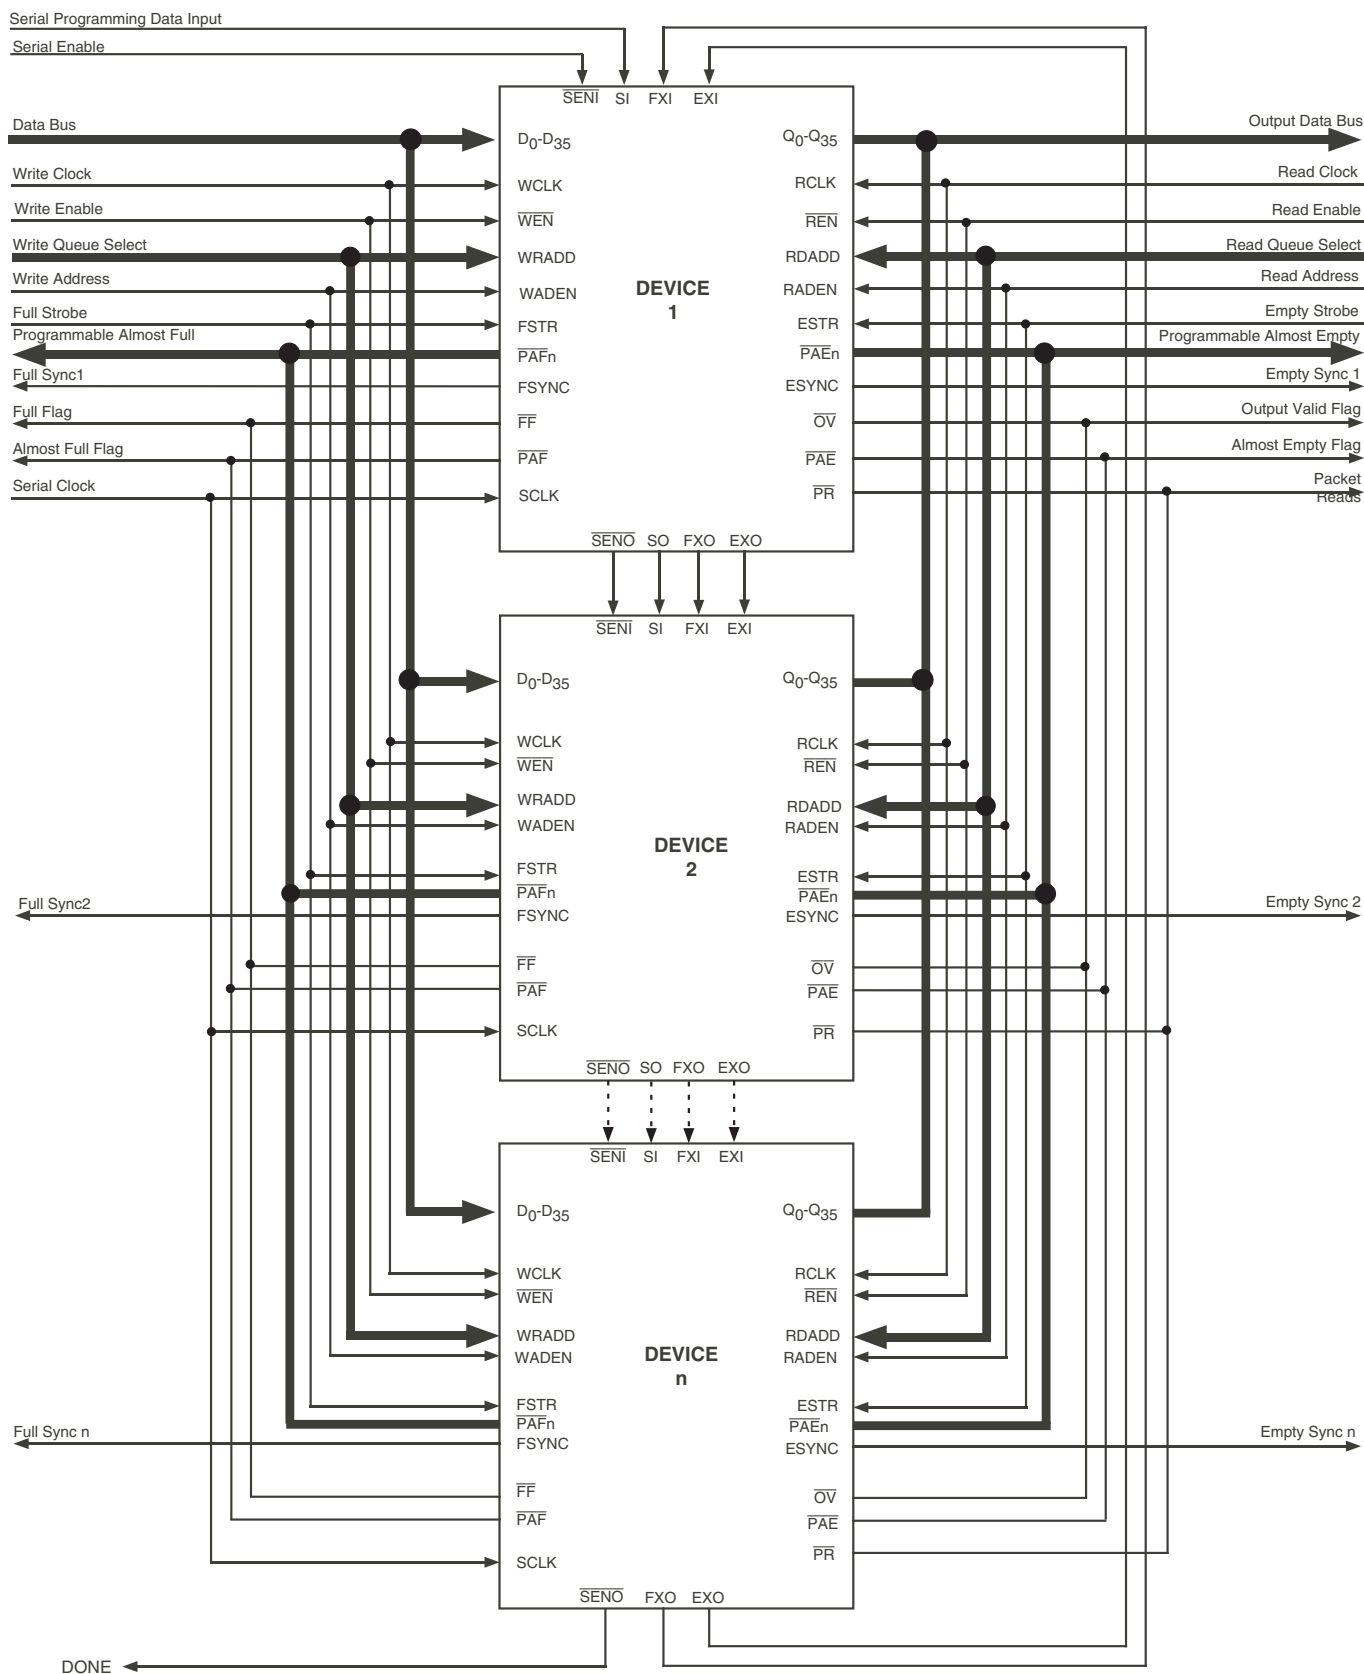 Serial Programming Data Input
Serial Enable
SENI SI FXI EXI
Data Bus
D0-D35
Q0-Q35
Output Data Bus
Write Clock
WCLK
RCLK
Read Clock
Write Enable
WEN
REN
Read Enable
Write Queue Select
WRADD
RDADD
Read Queue Select
Write Address
WADEN
RADEN
Read Address
DEVICE
1
Full Strobe
FSTR
ESTR
Empty Strobe
Programmable Almost Full
PAFn
PAEn
Programmable Almost Empty
Full Sync1
FSYNC
ESYNC
Empty Sync 1
Full Flag
FF
OV
Output Valid Flag
Almost Full Flag
PAF
PAE
Almost Empty Flag
Serial Clock
SCLK
PR
Packet
Reads
SENO SO FXO EXO
SENI SI FXI EXI
D0-D35
Q0-Q35
WCLK
RCLK
WEN
REN
WRADD
RDADD
WADEN
RADEN
DEVICE
2
FSTR
ESTR
PAFn
PAEn
Full Sync2
FSYNC
ESYNC
Empty Sync 2
FF
OV
PAF
PAE
SCLK
PR
SENO SO FXO EXO
SENI SI FXI EXI
D0-D35
Q0-Q35
WCLK
RCLK
WEN
REN
WRADD
RDADD
WADEN
RADEN
DEVICE
n
FSTR
ESTR
PAFn
PAEn
Full Sync n
FSYNC
ESYNC
Empty Sync n
FF
OV
PAF
PAE
SCLK
PR
SENO FXO EXO
DONE